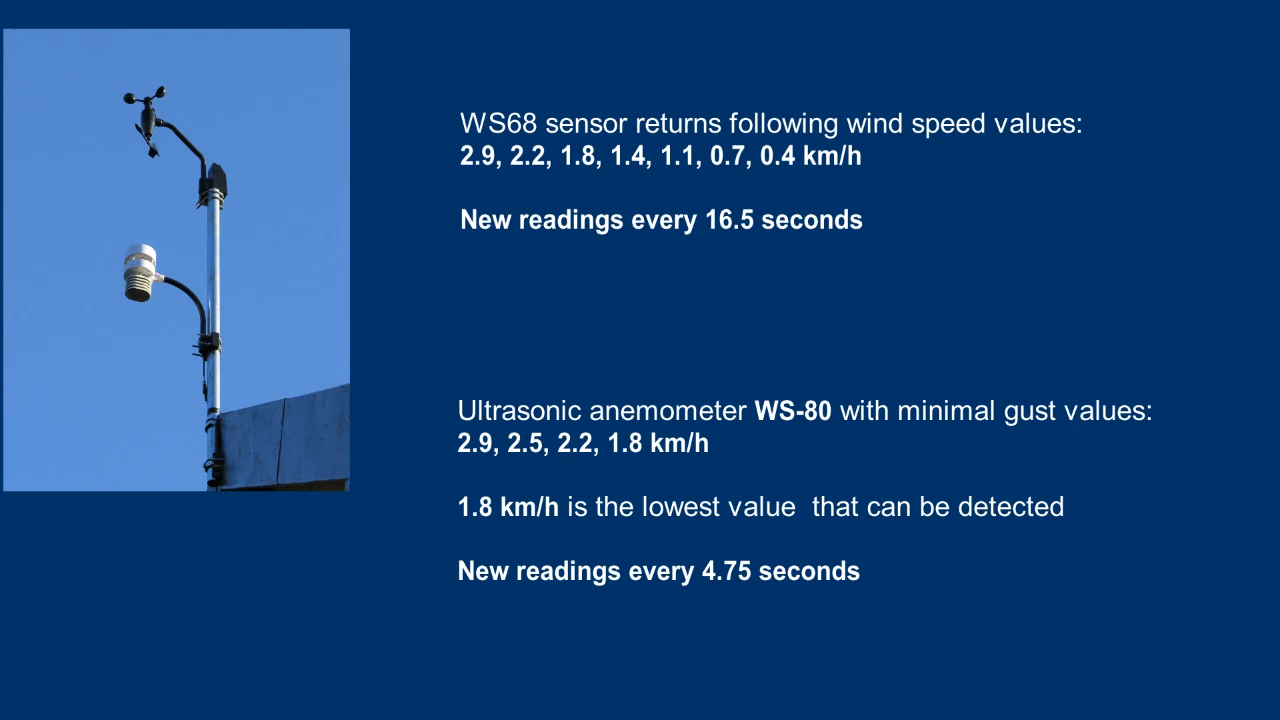 WS68 sensor returns following wind speed values:
2.9, 2.2, 1.8, 1.4, 1.1, 0.7, 0.4 km/h
New readings every 16.5 seconds
Ultrasonic anemometer WS-80 with minimal gust values:
2.9, 2.5, 2.2, 1.8 km/h
1.8 km/h is the lowest value  that can be detected
New readings every 4.75 seconds